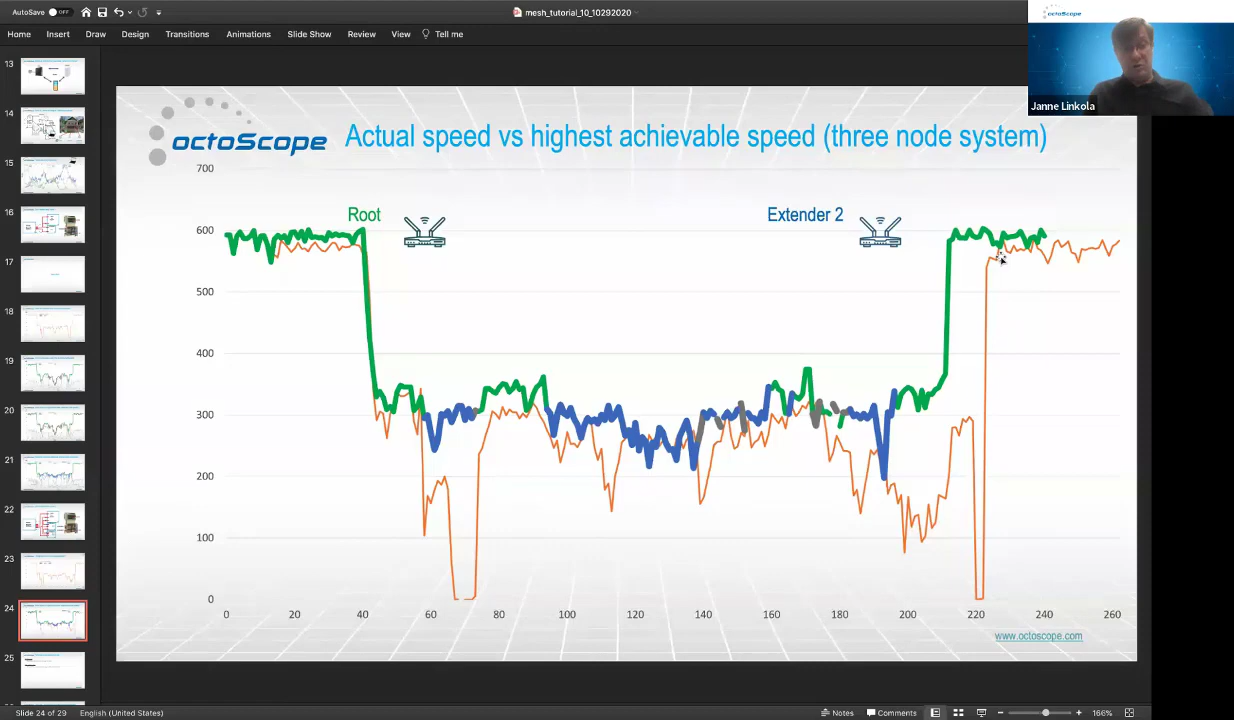 AutoSave OFF
mesh_tutorial_10_10292020
Home Insert Draw Design Transitions Animations Slide Show Review View Tell me
octoScope
Janne Linkola
13
14
15
16
17
18
19
20
21
22
23
24
25
octoScope
Actual speed vs highest achievable speed (three node system)
700
600
500
400
300
200
100
0
Root
Extender 2
0 20 40 60 80 100 120 140 160 180 200 220 240 260
www.octoscope.com
Slide 24 of 29 English (United States) Notes Comments 166%